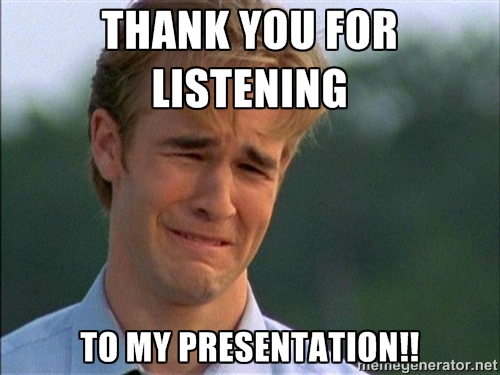 THANK YOU FOR
LISTENING
TO MY PRESENTATION!!
memegenerator.net